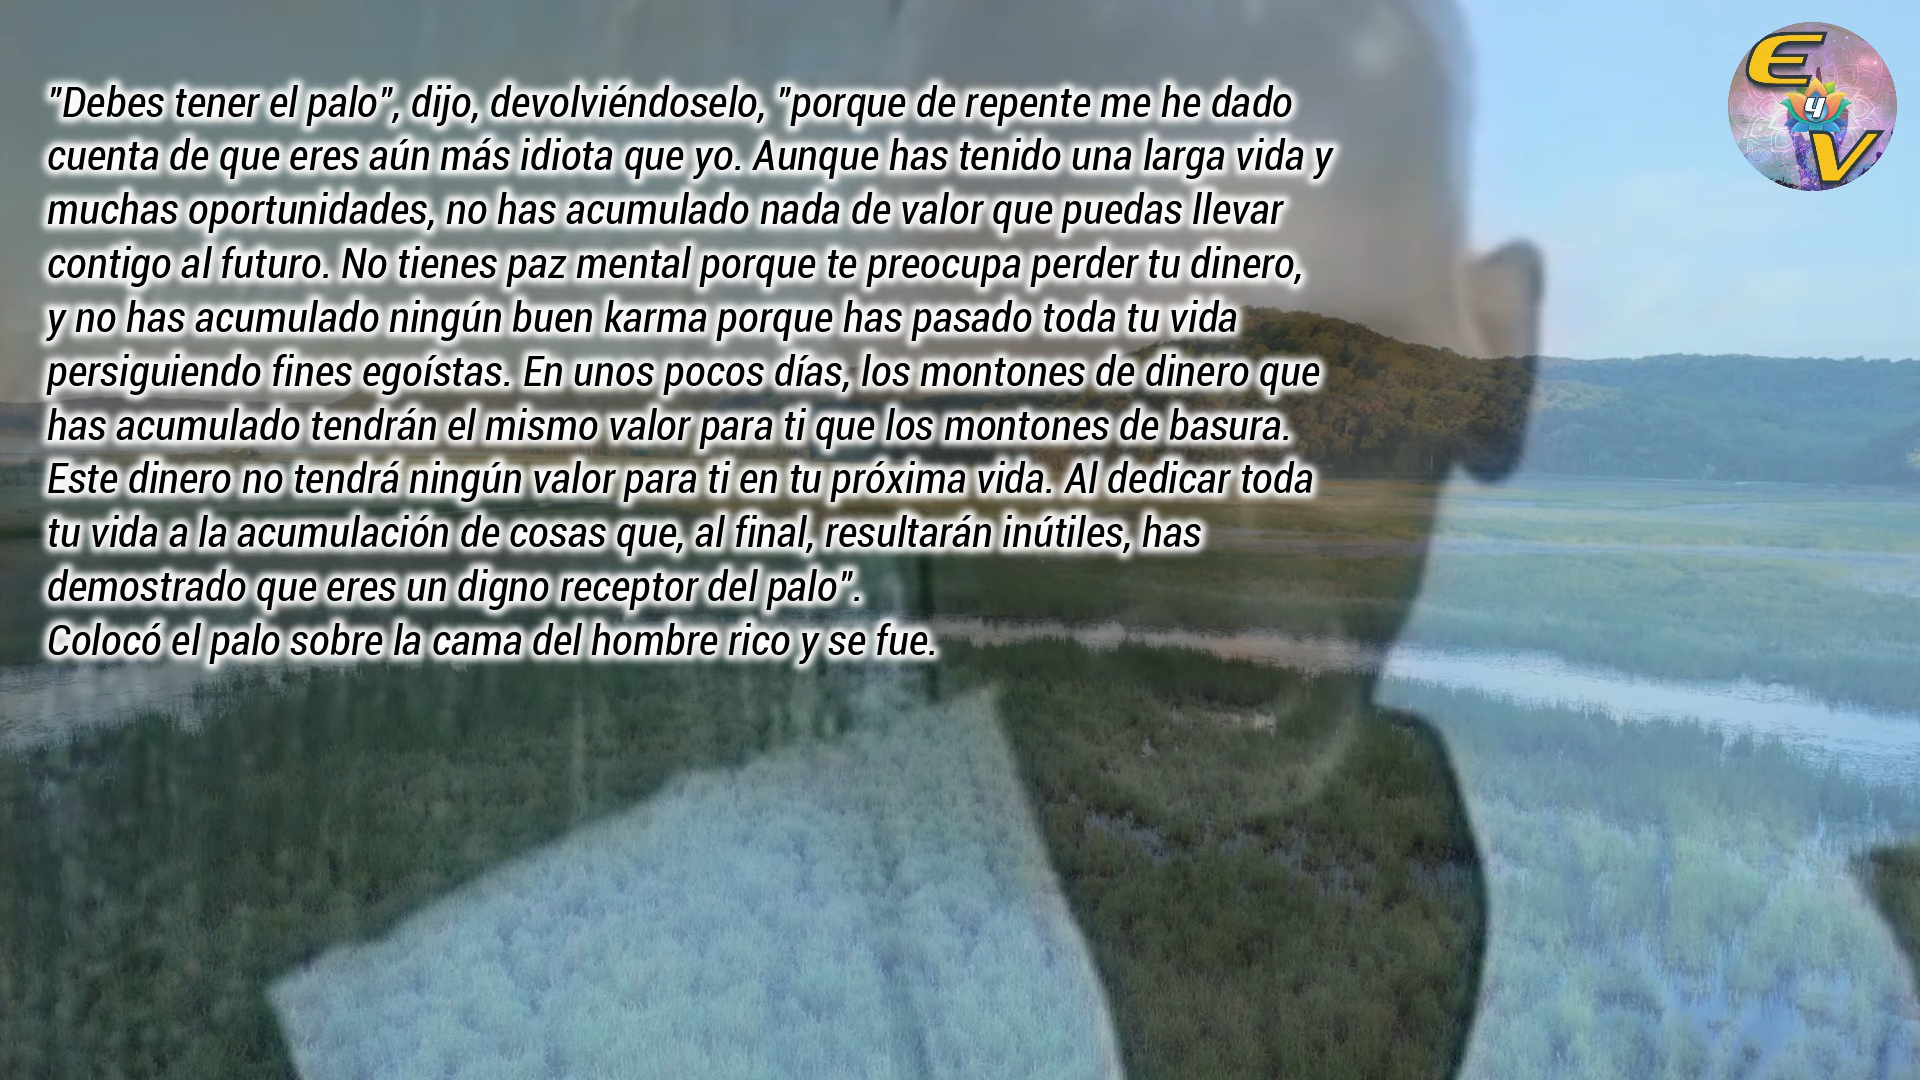 "Debes tener el palo", dijo, devolviéndoselo, "porque de repente me he dado
cuenta de que eres aún más idiota que yo. Aunque has tenido una larga vida y
muchas oportunidades, no has acumulado nada de valor que puedas llevar
contigo al futuro. No tienes paz mental porque te preocupa perder tu dinero,
y no has acumulado ningún buen karma porque has pasado toda tu vida
persiguiendo fines egoístas. En unos pocos días, los montones de dinero que
has acumulado tendrán el mismo valor para ti que los montones de basura.
Este dinero no tendrá ningún valor para ti en tu próxima vida. Al dedicar toda
tu vida a la acumulación de cosas que, al final, resultarán inútiles, has
demostrado que eres un digno receptor del palo".
Colocó el palo sobre la cama del hombre rico y se fue.
E
4
V